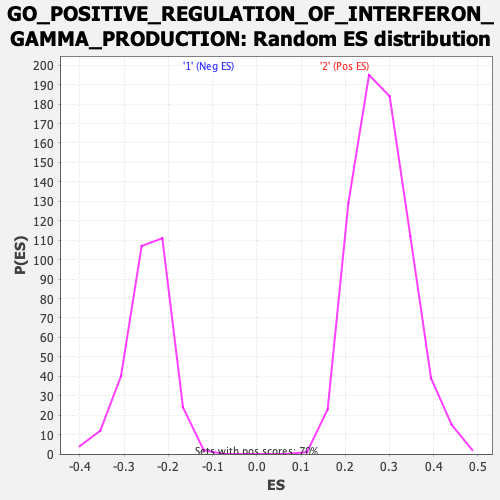 GO_POSITIVE_REGULATION_OF_INTERFERON_
GAMMA_PRODUCTION: Random ES distribution
'1' (Neg ES)
'2' (Pos ES)
200
190
180
170
160
150
140
130
120
110
100
90
80
70
60
50
40
30
20
10
0
P(ES)
Sets with pos scores: 70%
-0.4 -0.3 -0.2 -0.1 0.0 0.1 0.2 0.3 0.4 0.5
ES